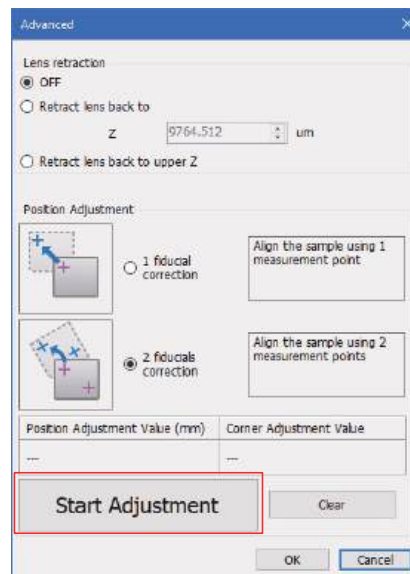 Advanced
Lens retraction
OFF
Retract lens back to
Z 9764.512 um
Retract lens back to upper Z
Position Adjustment
1 fiducial
correction
Align the sample using 1
measurement point
2 fiducials
correction
Align the sample using 2
measurement points
Position Adjustment Value (mm) Corner Adjustment Value
--- ---
Start Adjustment Clear
OK Cancel